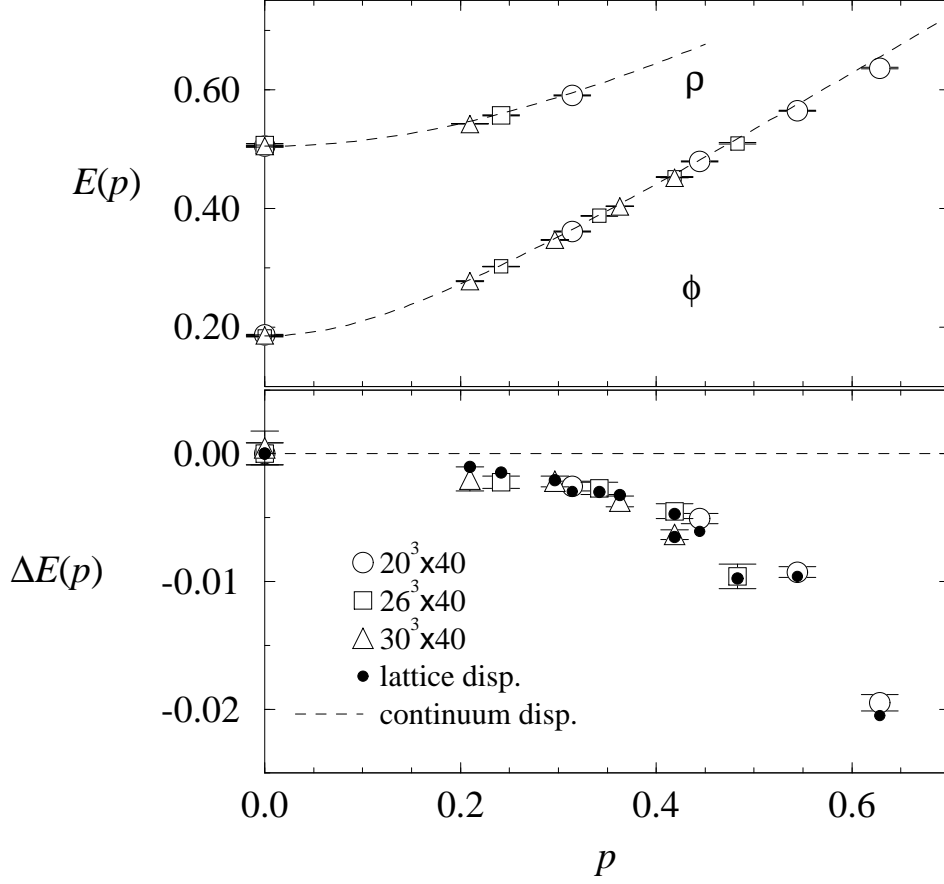 0.60
0.40
0.20
E(p)
ρ
ϕ
0.00
-0.01
-0.02
ΔE(p)
20³x40
26³x40
30³x40
lattice disp.
continuum disp.
0.0
0.2
0.4
0.6
p